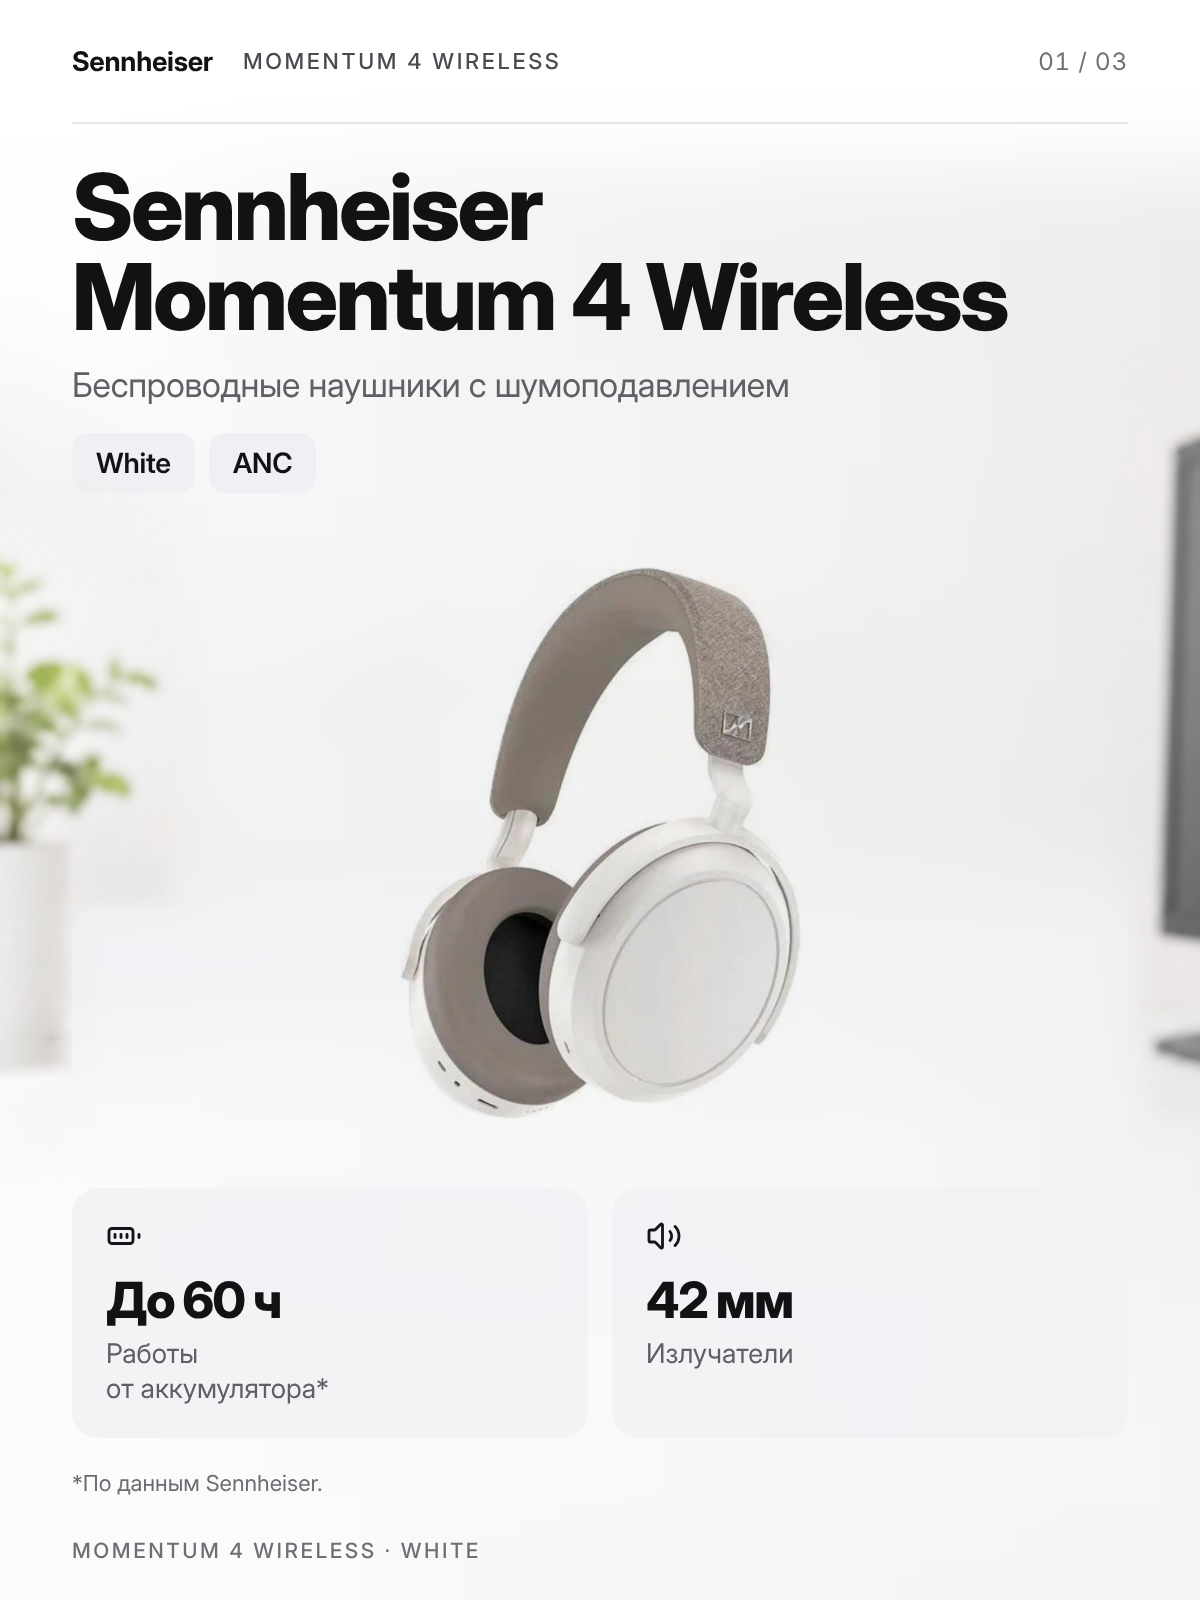 Sennheiser MOMENTUM 4 WIRELESS 01 / 03
Sennheiser
Momentum 4 Wireless
Беспроводные наушники с шумоподавлением
White ANC
До 60 ч
Работы
от аккумулятора*
42 мм
Излучатели
*По данным Sennheiser.
MOMENTUM 4 WIRELESS · WHITE